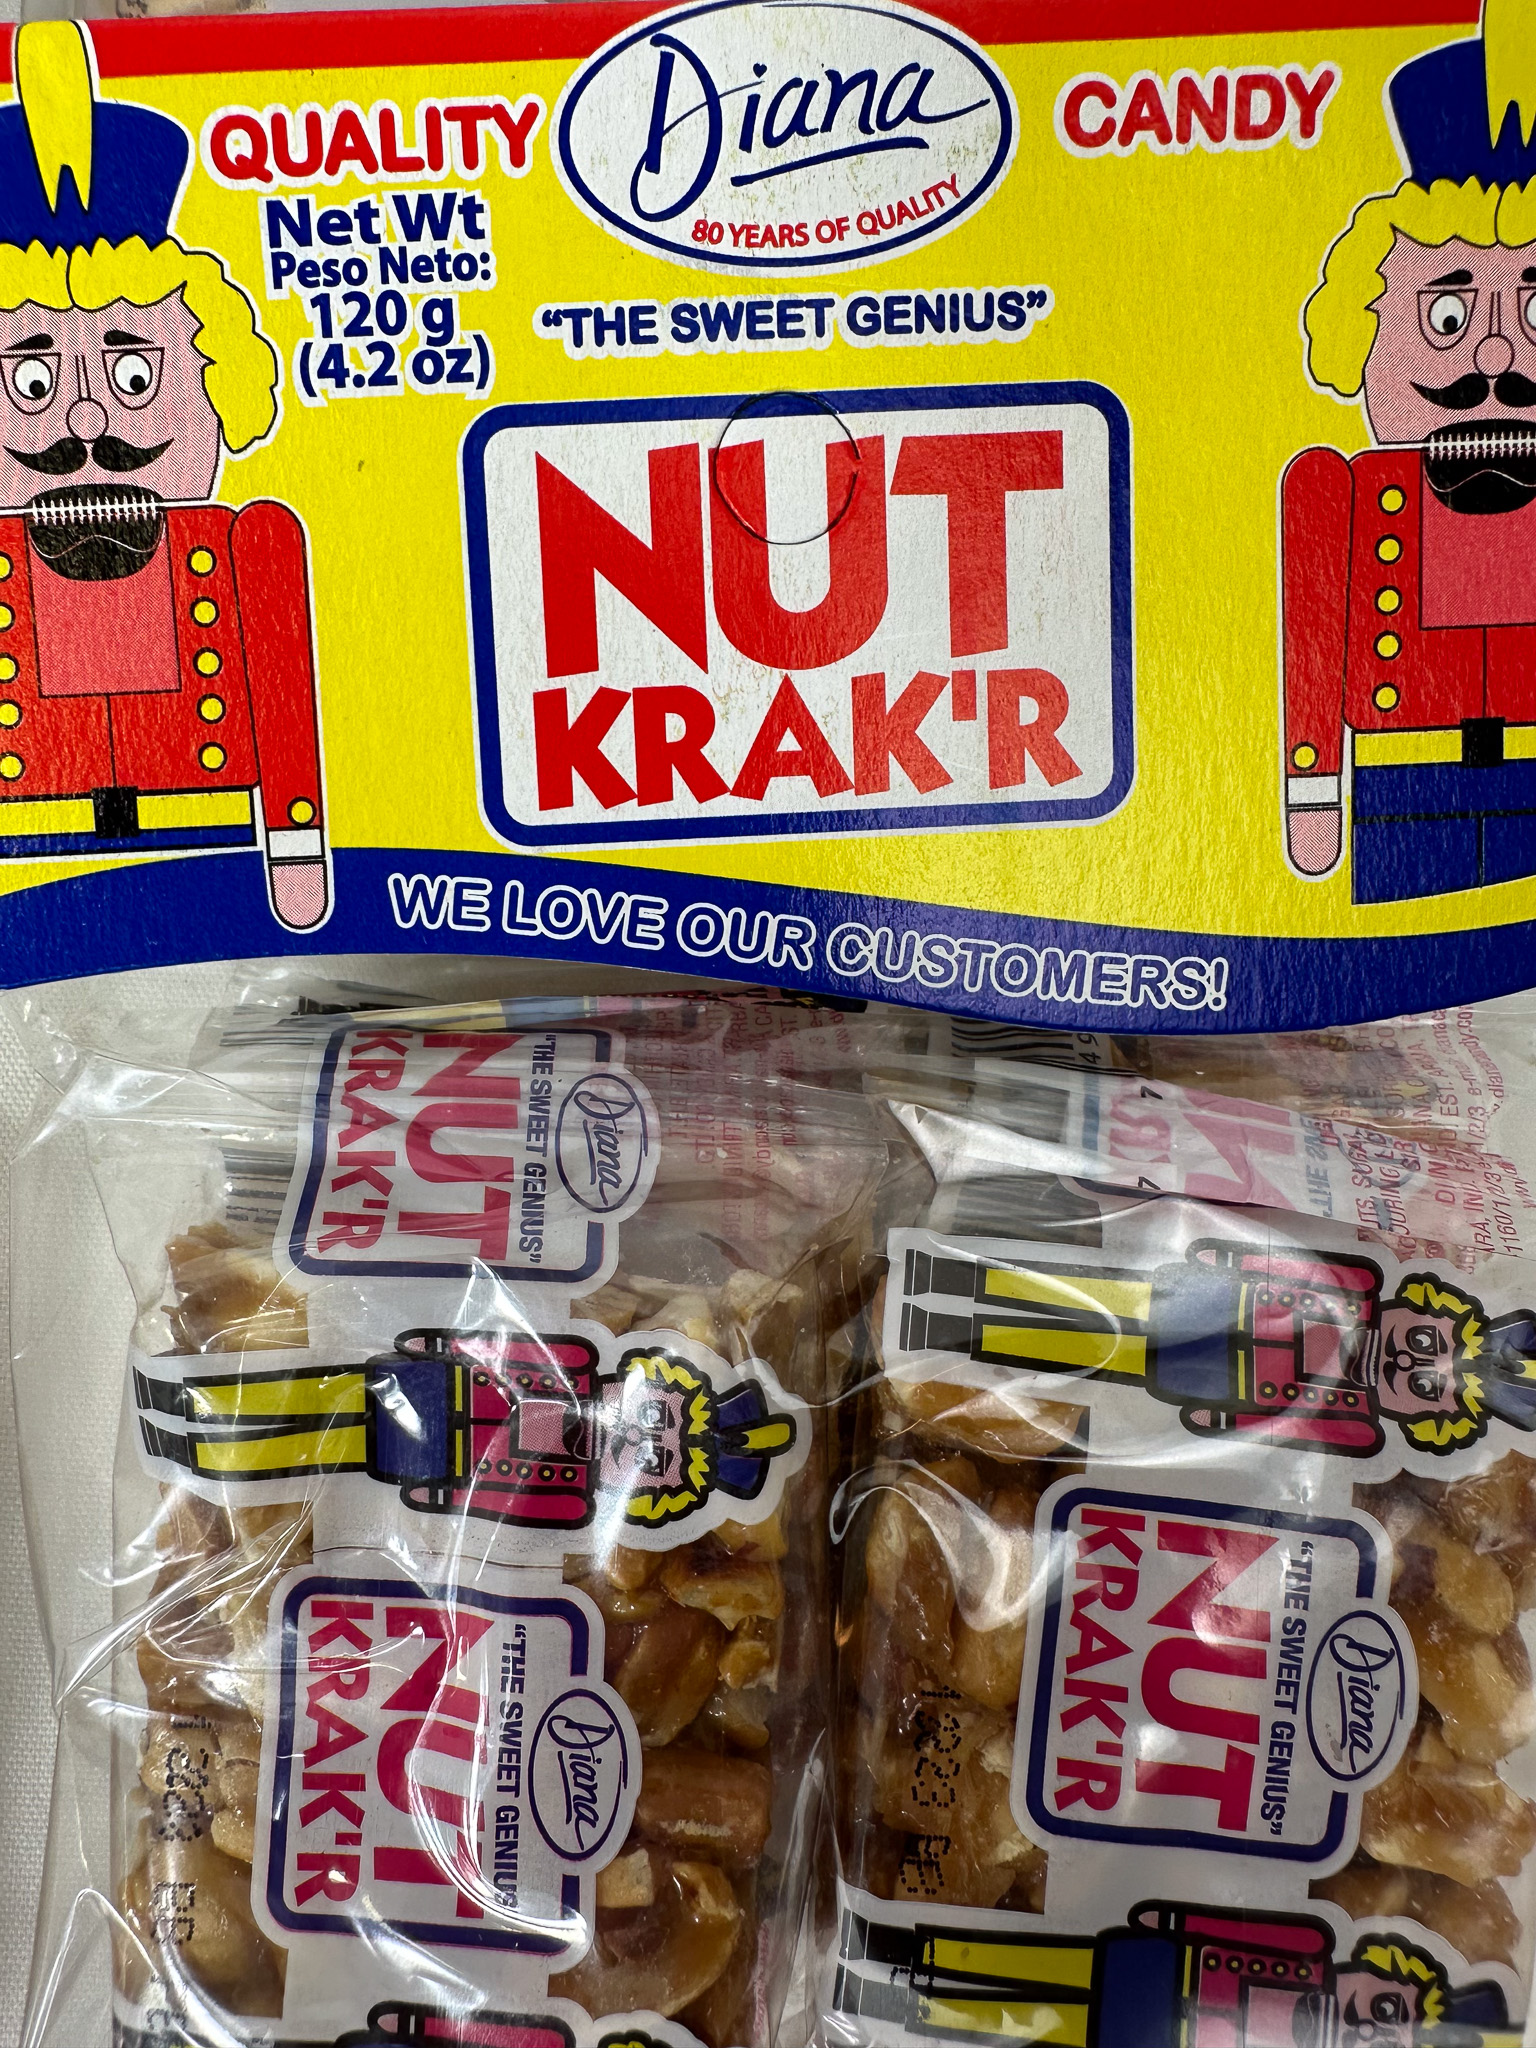 Diana
80 YEARS OF QUALITY
QUALITY
CANDY
Net Wt
Peso Neto:
120 g
(4.2 oz)
"THE SWEET GENIUS"
NUT
KRAK'R
WE LOVE OUR CUSTOMERS!
Diana
"THE SWEET GENIUS"
NUT
KRAK'R
Diana
"THE SWEET GENIUS"
NUT
KRAK'R
Diana
"THE SWEET GENIUS"
NUT
KRAK'R